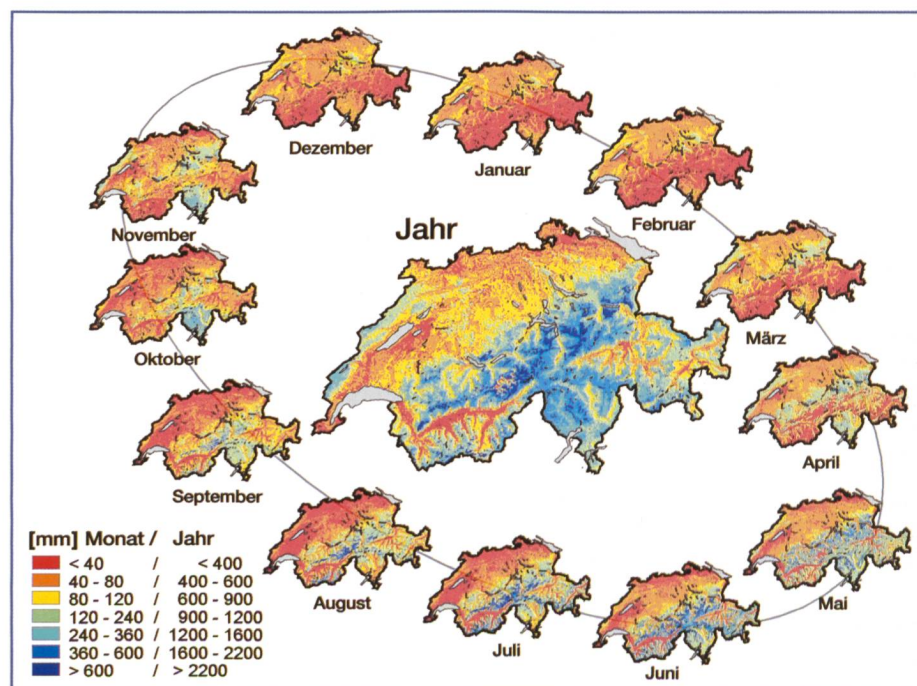 Dezember
Januar
Februar
November
Jahr
März
Oktober
April
September
Mai
August
Juli
Juni
[mm] Monat / Jahr
< 40 / < 400
40 - 80 / 400 - 600
80 - 120 / 600 - 900
120 - 240 / 900 - 1200
240 - 360 / 1200 - 1600
360 - 600 / 1600 - 2200
> 600 / > 2200